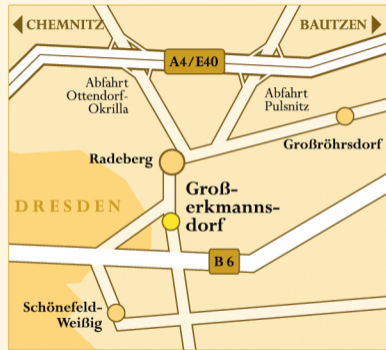 CHEMNITZ
BAUTZEN
A4/E40
Abfahrt
Ottendorf-
Okrilla
Abfahrt
Pulsnitz
Großröhrsdorf
Radeberg
Groß-
erkmanns-
dorf
DRESDEN
B 6
Schönefeld-
Weißig